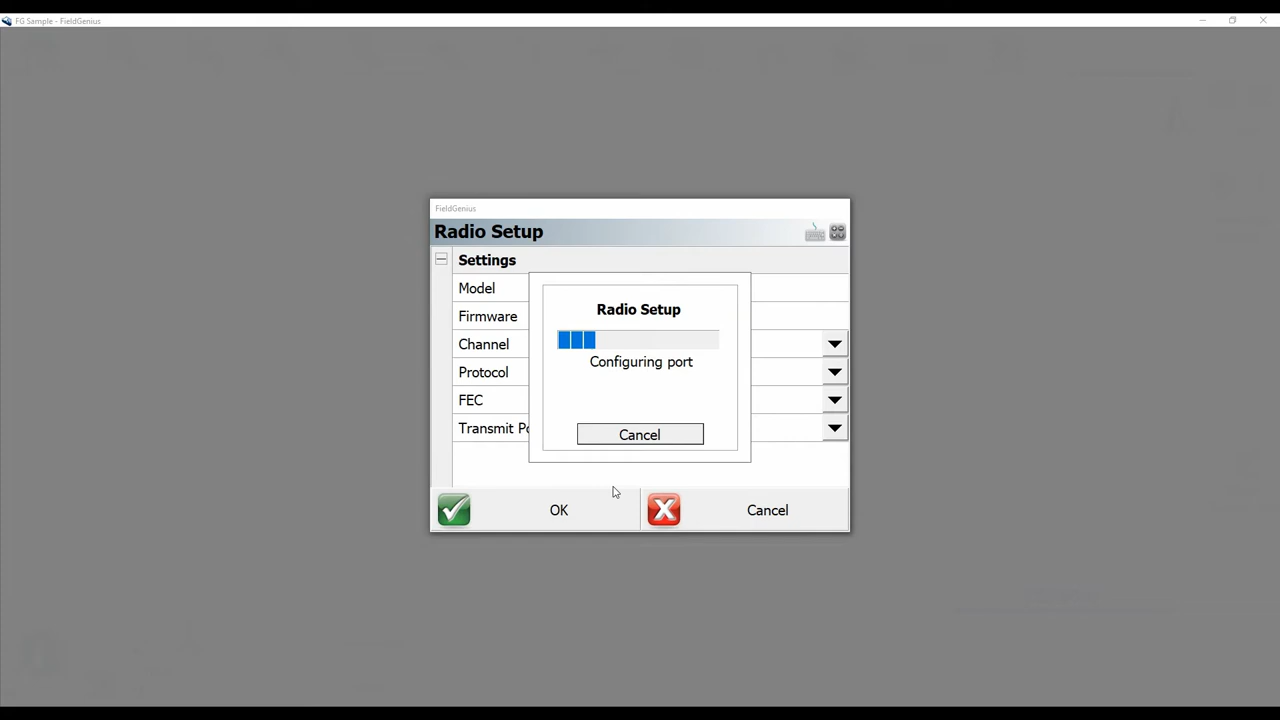 FG Sample - FieldGenius
FieldGenius
Radio Setup
Settings
Model
Firmware
Channel
Protocol
FEC
Transmit
Radio Setup
Configuring port
Cancel
OK
Cancel